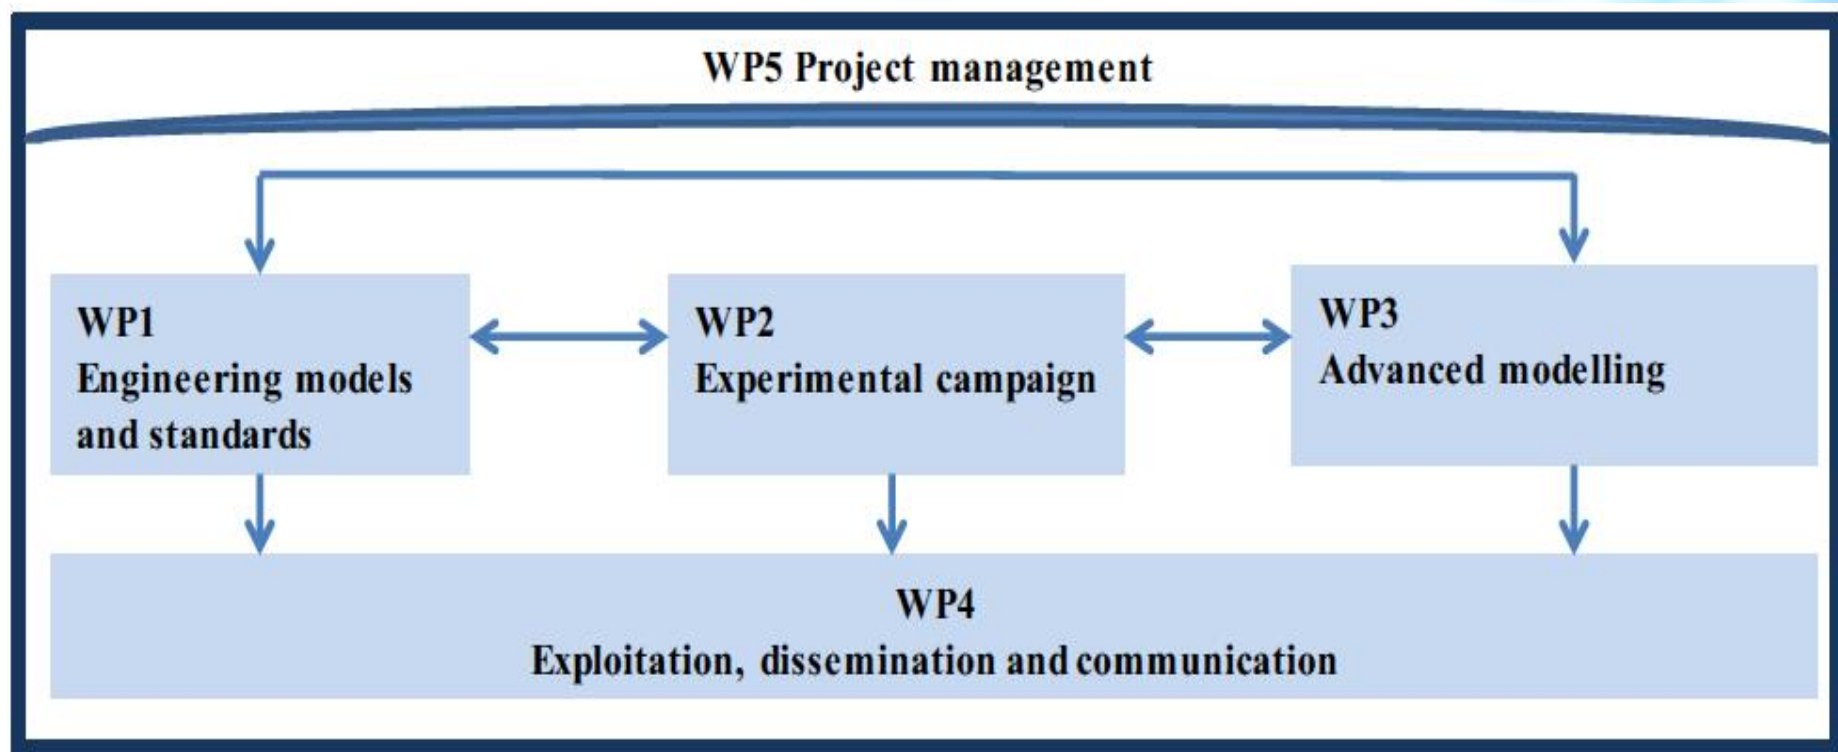 WP5 Project management
WP1
Engineering models
and standards
WP2
Experimental campaign
WP3
Advanced modelling
WP4
Exploitation, dissemination and communication